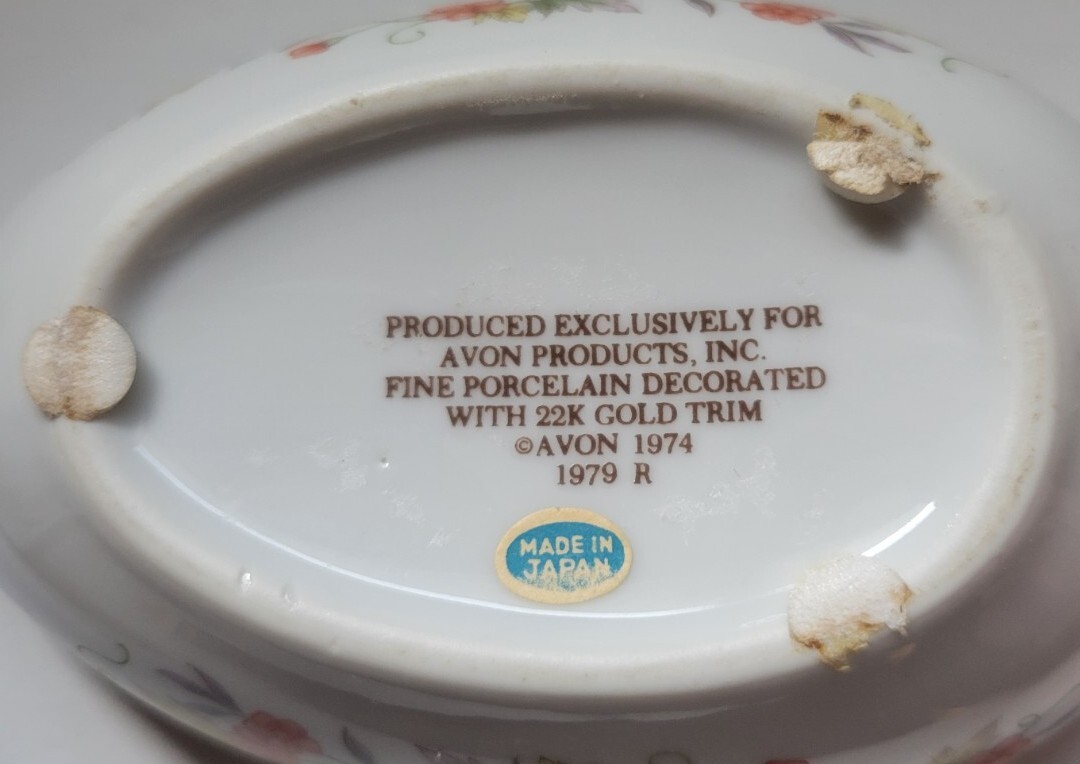 PRODUCED EXCLUSIVELY FOR
AVON PRODUCTS, INC.
FINE PORCELAIN DECORATED
WITH 22K GOLD TRIM
©AVON 1974
1979 R
MADE IN
JAPAN